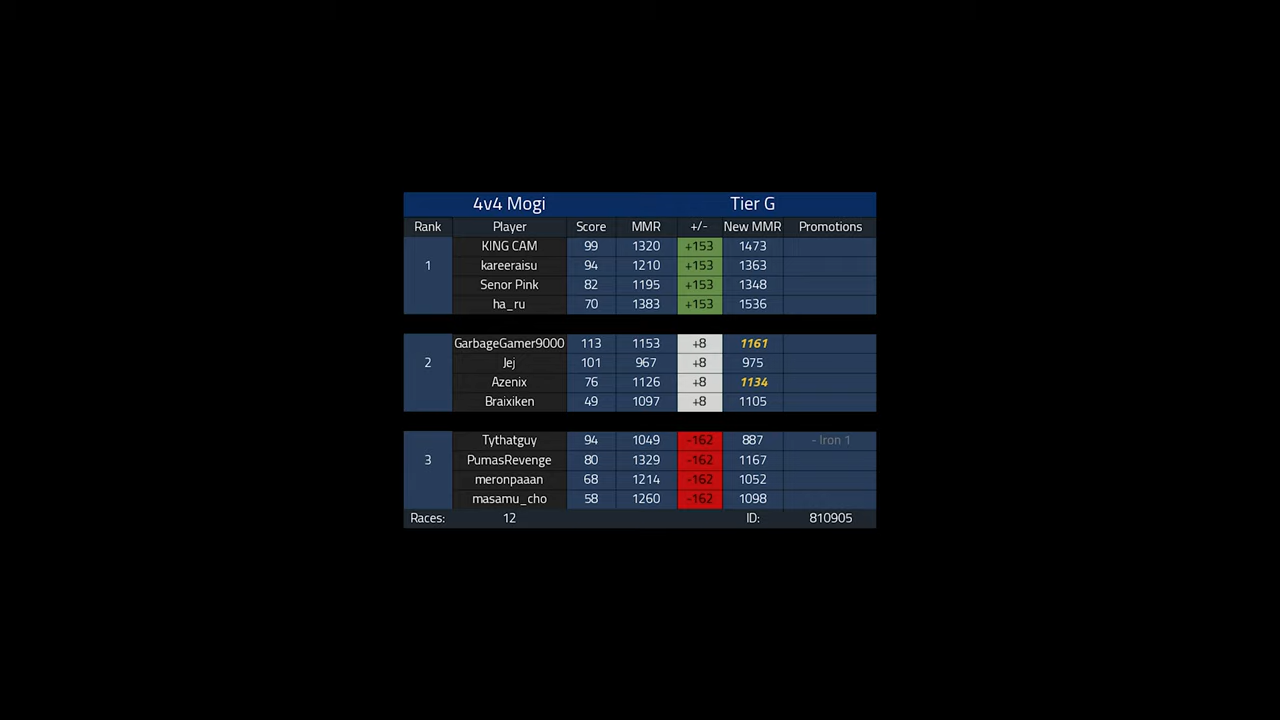 4v4 Mogi Tier G
Rank Player Score MMR +/- New MMR Promotions
KING CAM 99 1320 +153 1473
1 kareeraisu 94 1210 +153 1363
Senor Pink 82 1195 +153 1348
ha_ru 70 1383 +153 1536
GarbageGamer9000 113 1153 +8 1161
2 Jej 101 967 +8 975
Azenix 76 1126 +8 1134
Braixiken 49 1097 +8 1105
Tythatguy 94 1049 -162 887 - Iron 1
3 PumasRevenge 80 1329 -162 1167
meronpaaan 68 1214 -162 1052
masamu_cho 58 1260 -162 1098
Races: 12 ID: 810905